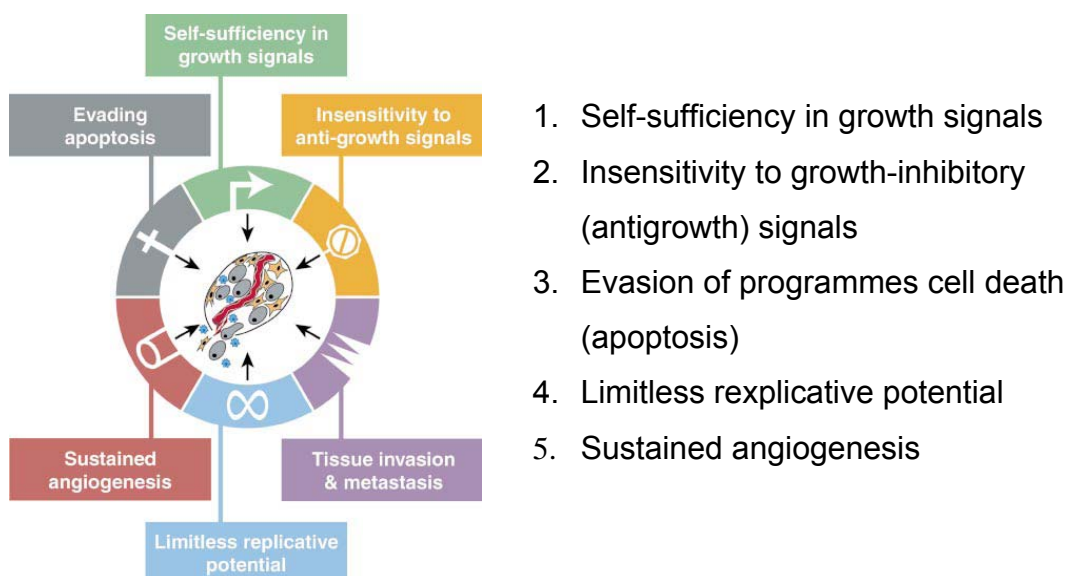 Self-sufficiency in
growth signals
Evading
apoptosis
Insensitivity to
anti-growth signals
Sustained
angiogenesis
Tissue invasion
& metastasis
Limitless replicative
potential
1. Self-sufficiency in growth signals
2. Insensitivity to growth-inhibitory
(antigrowth) signals
3. Evasion of programmes cell death
(apoptosis)
4. Limitless rexplicative potential
5. Sustained angiogenesis